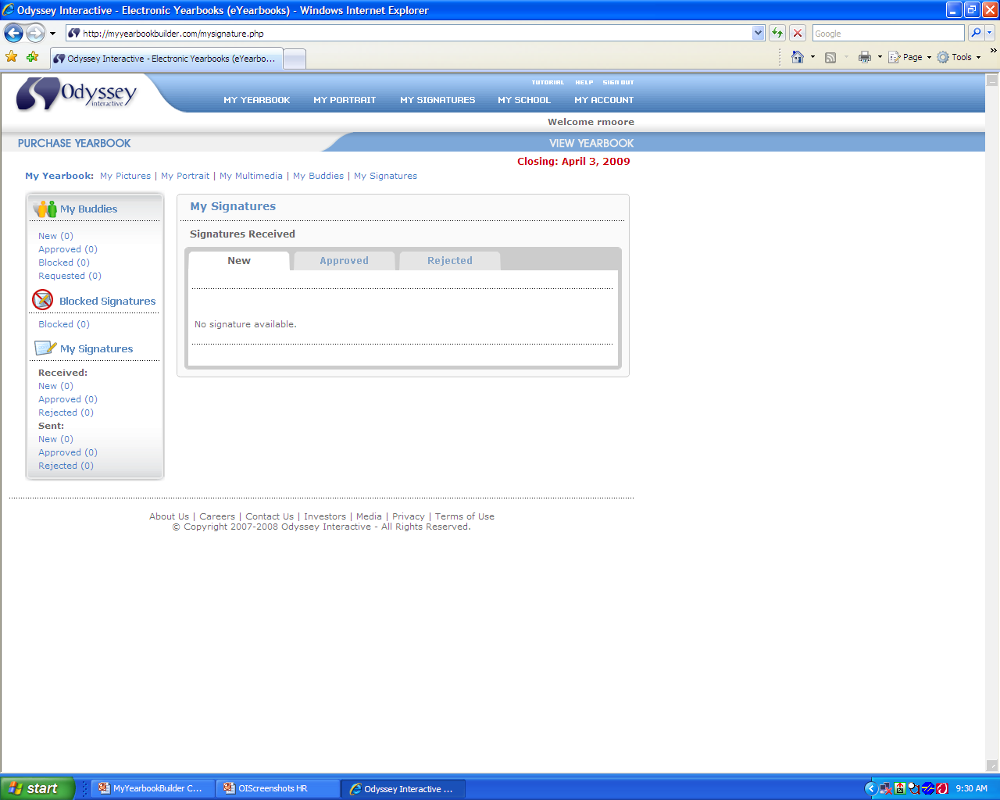 Odyssey Interactive - Electronic Yearbooks (eYearbooks) - Windows Internet Explorer
http://myyearbookbuilder.com/mysignature.php
Google
Odyssey Interactive - Electronic Yearbooks (eYearbo...
Page
Tools
Odyssey
interactive
TUTORIAL HELP SIGN OUT
MY YEARBOOK MY PORTRAIT MY SIGNATURES MY SCHOOL MY ACCOUNT
Welcome rmoore
PURCHASE YEARBOOK
VIEW YEARBOOK
Closing: April 3, 2009
My Yearbook: My Pictures | My Portrait | My Multimedia | My Buddies | My Signatures
My Buddies
New (0)
Approved (0)
Blocked (0)
Requested (0)
Blocked Signatures
Blocked (0)
My Signatures
Received:
New (0)
Approved (0)
Rejected (0)
Sent:
New (0)
Approved (0)
Rejected (0)
My Signatures
Signatures Received
New Approved Rejected
No signature available.
About Us | Careers | Contact Us | Investors | Media | Privacy | Terms of Use
© Copyright 2007-2008 Odyssey Interactive - All Rights Reserved.
start
MyYearbookBuilder C...
OIScreenshots HR
Odyssey Interactive ...
9:30 AM